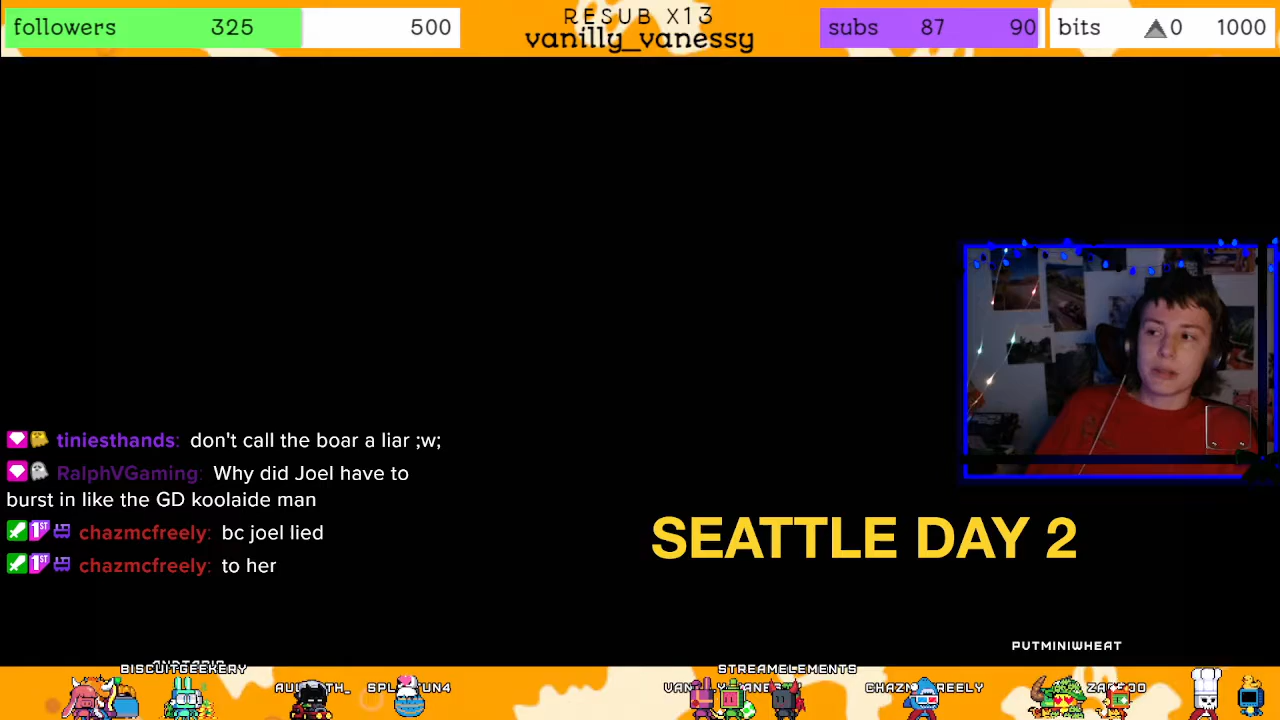 followers 325 500
RESUB X13
vanilly_vanessy
subs 87 90
bits 0 1000
tiniesthands: don't call the boar a liar ;w;
RalphVGaming: Why did Joel have to
burst in like the GD koolaide man
1ST chazmcfreely: bc joel lied
1ST chazmcfreely: to her
SEATTLE DAY 2
PUTMINIWHEAT
BISCUITGEEKERY
STREAMELEMENTS